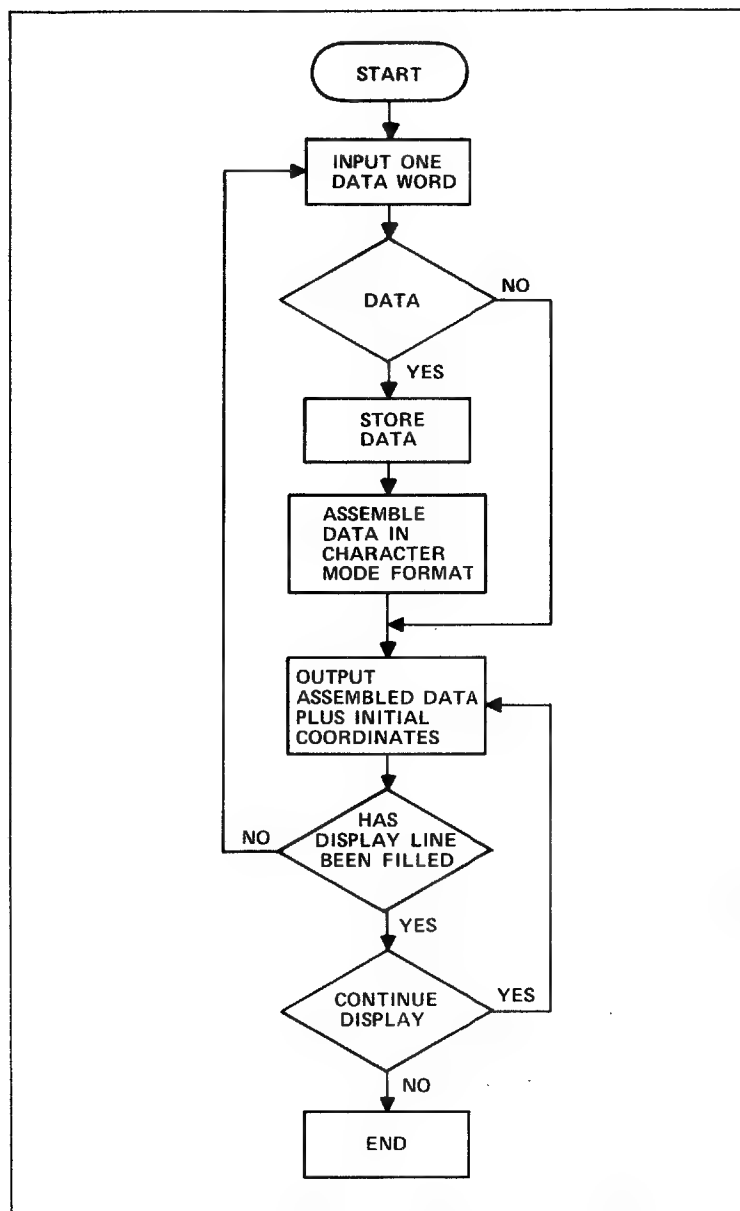 START
INPUT ONE
DATA WORD
DATA
NO
YES
STORE
DATA
ASSEMBLE
DATA IN
CHARACTER
MODE FORMAT
OUTPUT
ASSEMBLED DATA
PLUS INITIAL
COORDINATES
HAS
DISPLAY LINE
BEEN FILLED
NO
YES
CONTINUE
DISPLAY
YES
NO
END